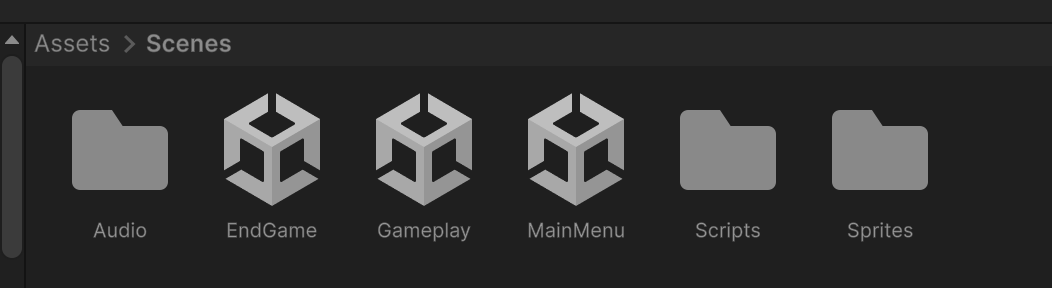 Assets > Scenes
Audio EndGame Gameplay MainMenu Scripts Sprites